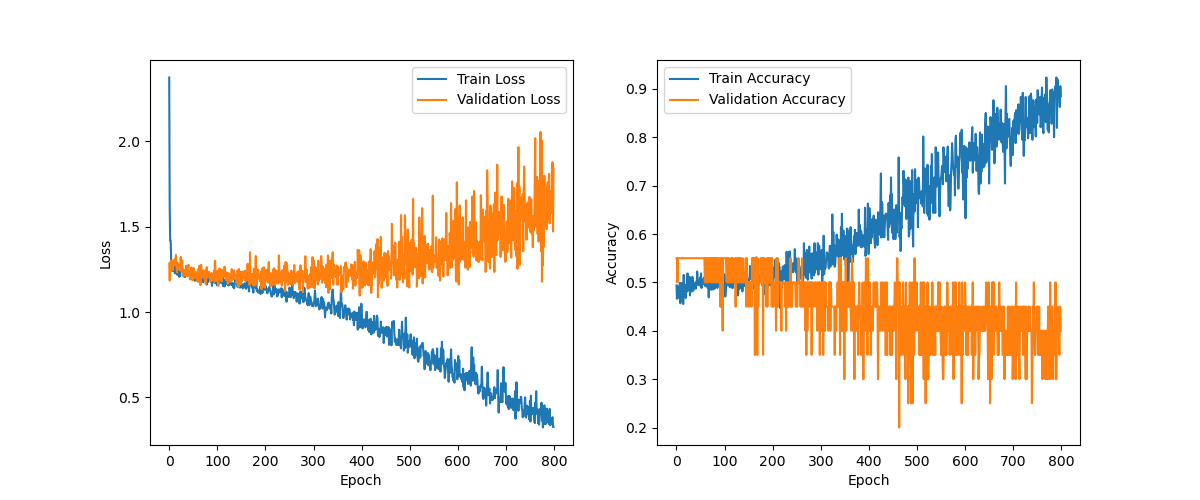 Train Loss
Validation Loss
2.0
1.5
1.0
0.5
Loss
0 100 200 300 400 500 600 700 800
Epoch
Train Accuracy
Validation Accuracy
0.9
0.8
0.7
0.6
0.5
0.4
0.3
0.2
Accuracy
0 100 200 300 400 500 600 700 800
Epoch